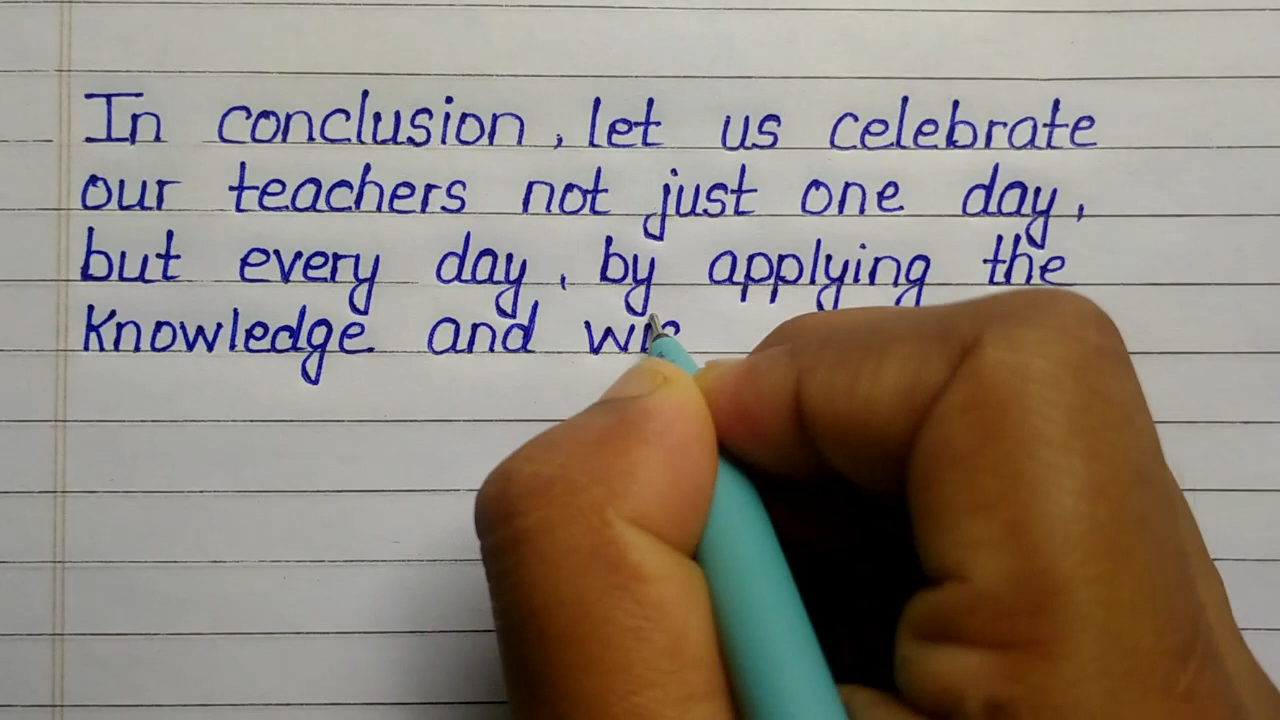 In conclusion, let us celebrate
our teachers not just one day,
but every day, by applying the
knowledge and